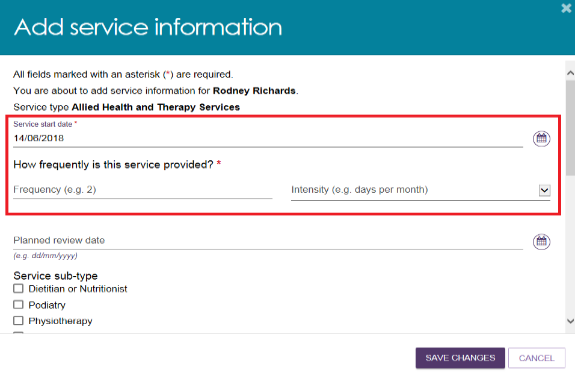 Add service information
All fields marked with an asterisk (*) are required.
You are about to add service information for Rodney Richards.
Service type Allied Health and Therapy Services
Service start date *
14/06/2018
How frequently is this service provided? *
Frequency (e.g. 2) Intensity (e.g. days per month)
Planned review date
(e.g. dd/mm/yyyy)
Service sub-type
Dietitian or Nutritionist
Podiatry
Physiotherapy
SAVE CHANGES CANCEL